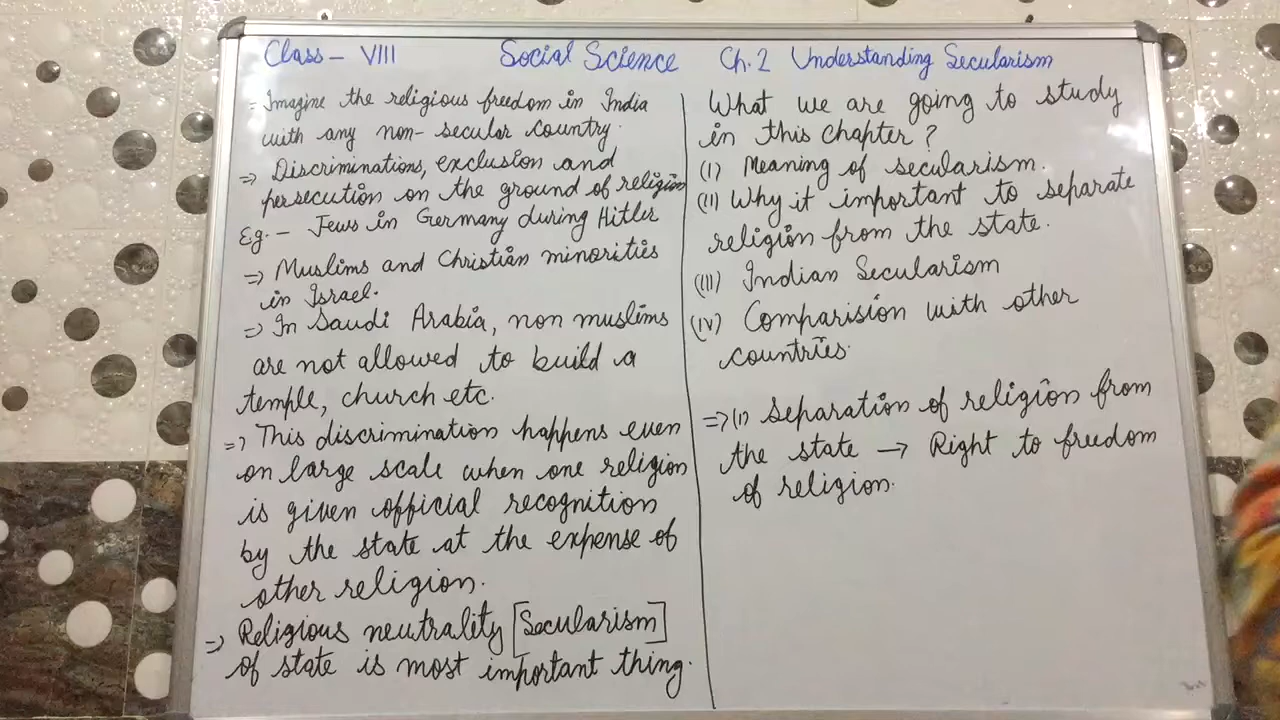 Class - VIII Social Science Ch. 2 Understanding Secularism
⇒ Imagine the religious freedom in India
with any non-secular country.
⇒ Discriminations, exclusion and
persecution on the ground of religion
E.g. - Jews in Germany during Hitler
⇒ Muslims and Christian minorities
in Israel.
⇒ In Saudi Arabia, non muslims
are not allowed to build a
temple, church etc.
⇒ This discrimination happens even
on large scale when one religion
is given official recognition
by the state at the expense of
other religion.
⇒ Religious neutrality [Secularism]
of state is most important thing.
What we are going to study
in this chapter?
(I) Meaning of secularism.
(II) Why it important to separate
religion from the state.
(III) Indian Secularism
(IV) Comparision with other
countries.
⇒ (I) Separation of religion from
the state → Right to freedom
of religion.